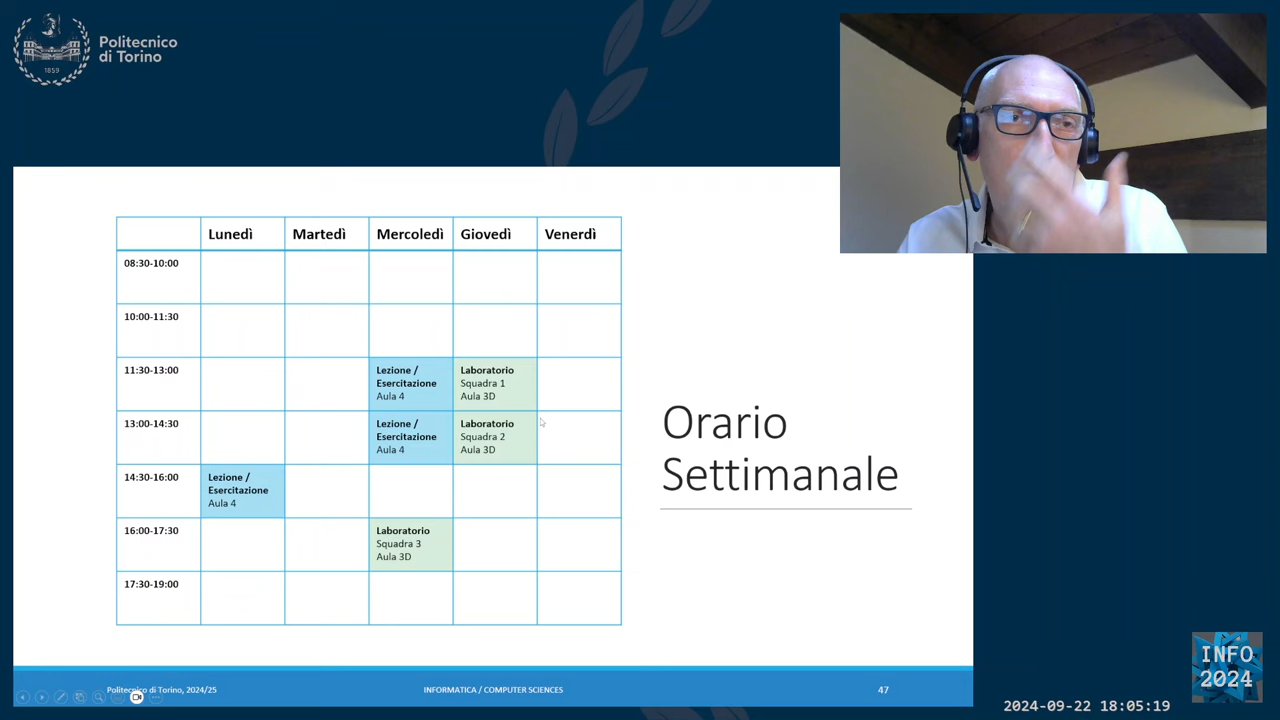 Politecnico
di Torino
1859
Lunedì Martedì Mercoledì Giovedì Venerdì
08:30-10:00
10:00-11:30
11:30-13:00
Lezione /
Esercitazione
Aula 4
Laboratorio
Squadra 1
Aula 3D
13:00-14:30
Lezione /
Esercitazione
Aula 4
Laboratorio
Squadra 2
Aula 3D
14:30-16:00
Lezione /
Esercitazione
Aula 4
16:00-17:30
Laboratorio
Squadra 3
Aula 3D
17:30-19:00
Orario
Settimanale
Politecnico di Torino, 2024/25
INFORMATICA / COMPUTER SCIENCES
47
INFO
2024
2024-09-22 18:05:19